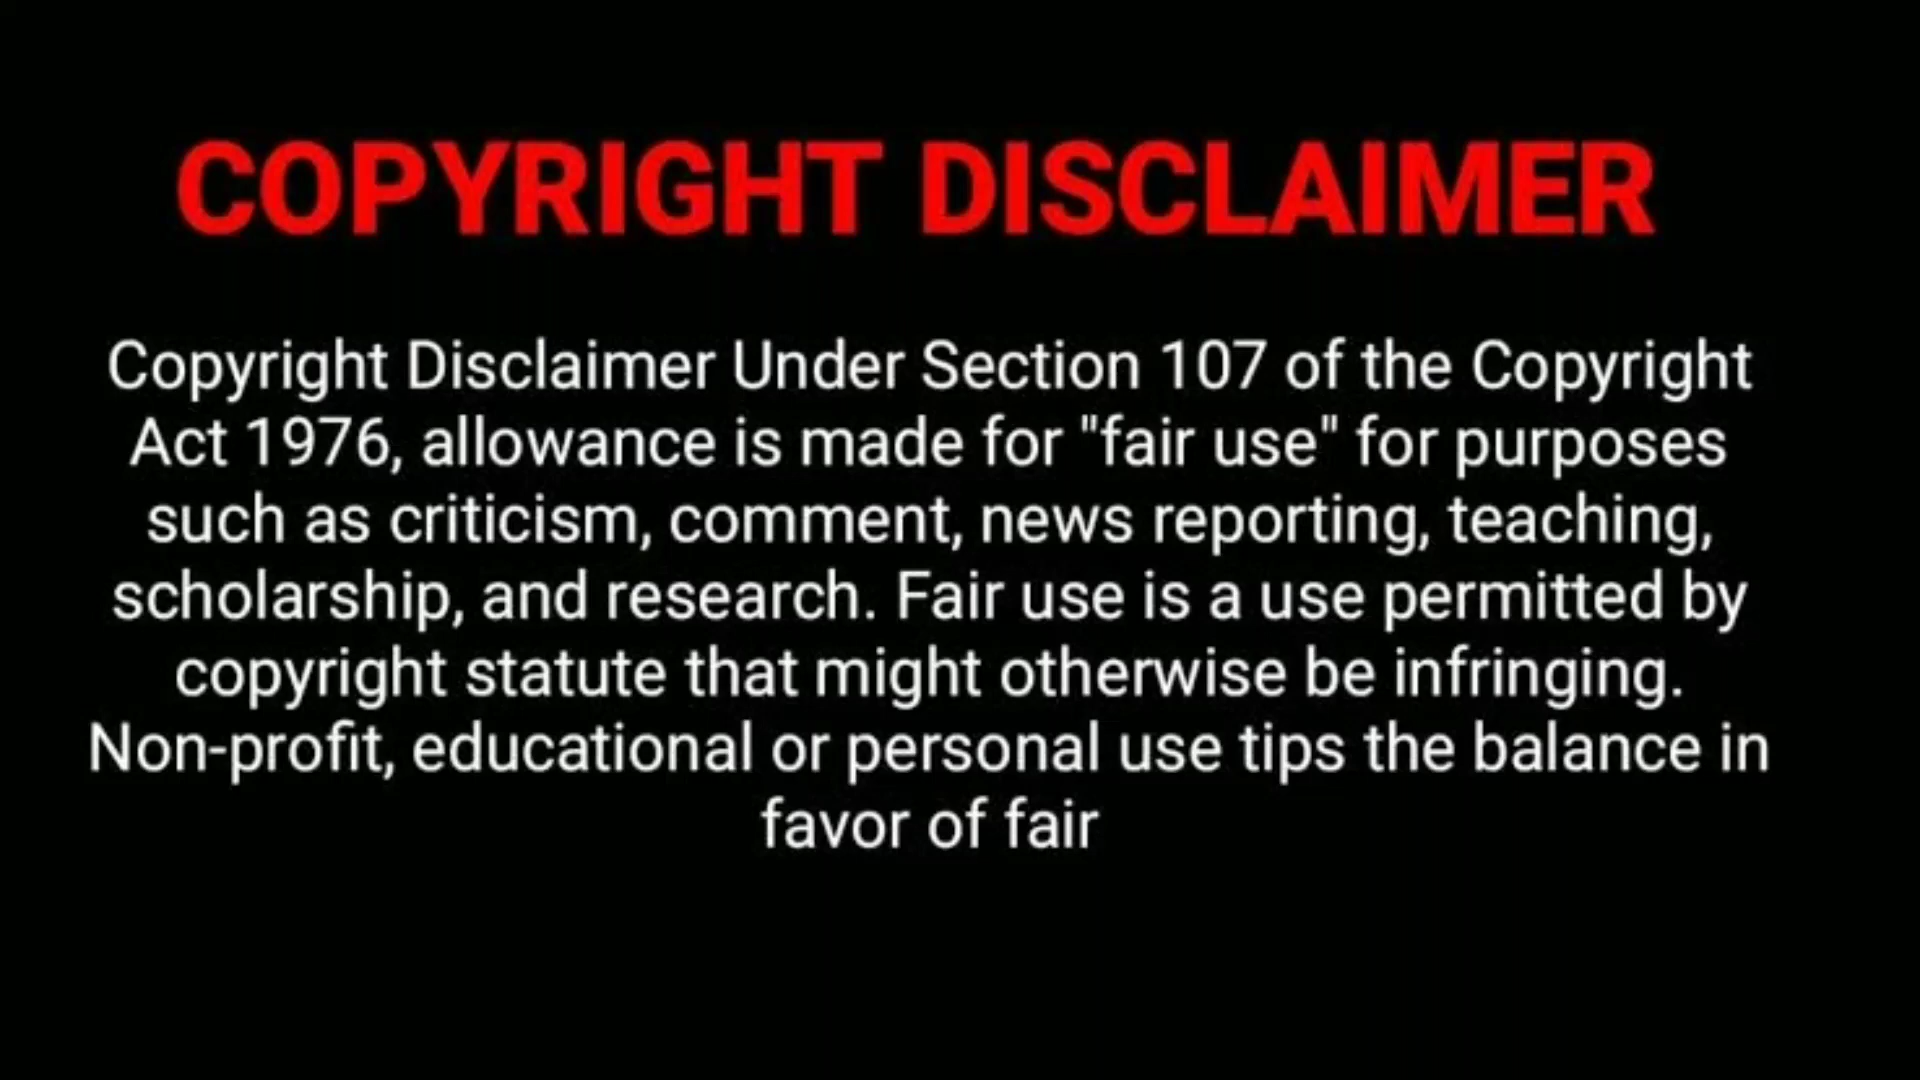 COPYRIGHT DISCLAIMER
Copyright Disclaimer Under Section 107 of the Copyright
Act 1976, allowance is made for "fair use" for purposes
such as criticism, comment, news reporting, teaching,
scholarship, and research. Fair use is a use permitted by
copyright statute that might otherwise be infringing.
Non-profit, educational or personal use tips the balance in
favor of fair